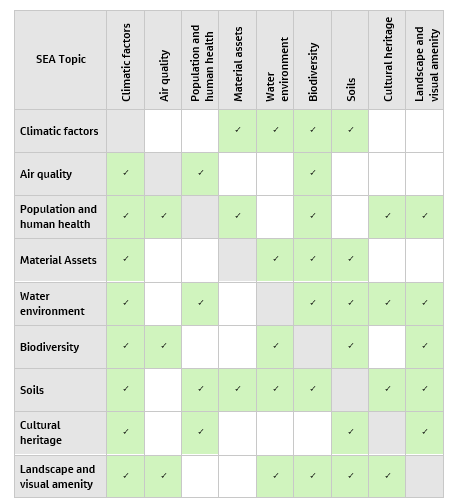 SEA Topic
Climatic factors
Air quality
Population and
human health
Material assets
Water
environment
Biodiversity
Soils
Cultural heritage
Landscape and
visual amenity
Climatic factors ✓ ✓ ✓ ✓
Air quality ✓ ✓ ✓
Population and
human health ✓ ✓ ✓ ✓ ✓ ✓
Material Assets ✓ ✓ ✓ ✓
Water
environment ✓ ✓ ✓ ✓ ✓ ✓
Biodiversity ✓ ✓ ✓ ✓ ✓
Soils ✓ ✓ ✓ ✓ ✓ ✓ ✓
Cultural
heritage ✓ ✓ ✓ ✓
Landscape and
visual amenity ✓ ✓ ✓ ✓ ✓ ✓